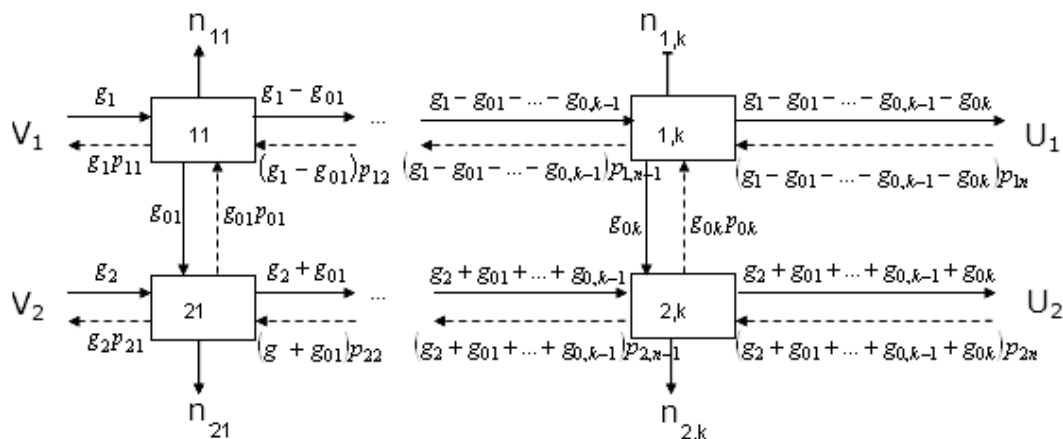 n₁₁ n₁,ₖ
g₁ g₁ − g₀₁ g₁ − g₀₁ − ... − g₀,ₖ₋₁ g₁ − g₀₁ − ... − g₀,ₖ₋₁ − g₀ₖ
V₁ 11 ... 1,k U₁
g₁p₁₁ (g₁ − g₀₁)p₁₂ (g₁ − g₀₁ − ... − g₀,ₖ₋₁)p₁,ₙ₋₁ (g₁ − g₀₁ − ... − g₀,ₖ₋₁ − g₀ₖ)p₁ₙ
g₀₁ g₀₁p₀₁ g₀ₖ g₀ₖp₀ₖ
g₂ g₂ + g₀₁ g₂ + g₀₁ + ... + g₀,ₖ₋₁ g₂ + g₀₁ + ... + g₀,ₖ₋₁ + g₀ₖ
V₂ 21 ... 2,k U₂
g₂p₂₁ (g + g₀₁)p₂₂ (g₂ + g₀₁ + ... + g₀,ₖ₋₁)p₂,ₙ₋₁ (g₂ + g₀₁ + ... + g₀,ₖ₋₁ + g₀ₖ)p₂ₙ
n₂₁ n₂,ₖ